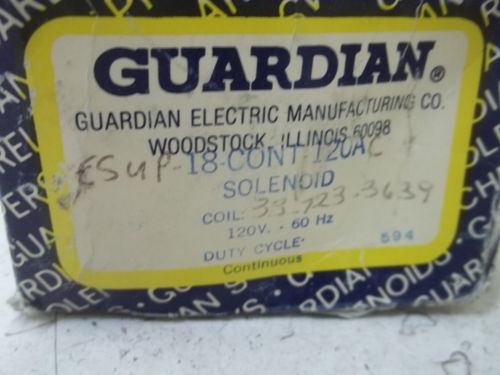 GUARDIAN®
GUARDIAN ELECTRIC MANUFACTURING CO.
WOODSTOCK, ILLINOIS 60098
18-CONT-120AC
SOLENOID
COIL: 33-723-3639
120V. - 60 Hz
DUTY CYCLE:
594
Continuous